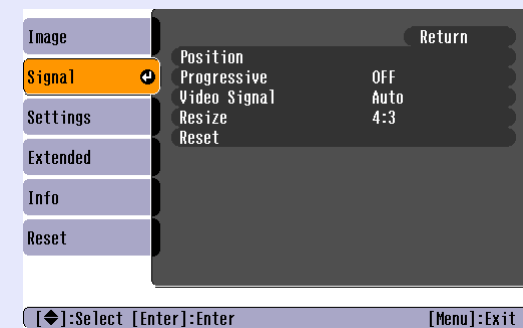 Image
Signal
Settings
Extended
Info
Reset
Return
Position
Progressive OFF
Video Signal Auto
Resize 4:3
Reset
[◆]:Select [Enter]:Enter [Menu]:Exit